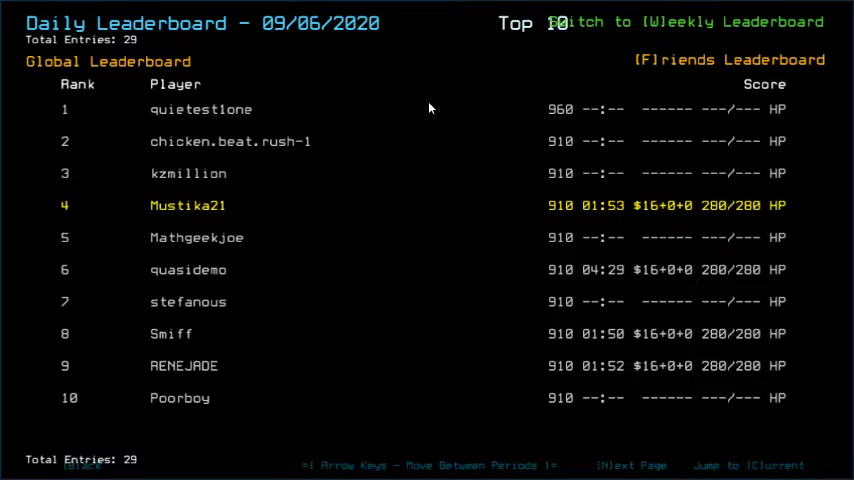 Daily Leaderboard - 09/06/2020 Top 10 Switch to [W]eekly Leaderboard
Total Entries: 29
Global Leaderboard [F]riends Leaderboard
Rank Player Score
1 quietest1one 960 --:-- ------ ---/--- HP
2 chicken.beat.rush-1 910 --:-- ------ ---/--- HP
3 kzmillion 910 --:-- ------ ---/--- HP
4 Mustika21 910 01:53 $16+0+0 280/280 HP
5 Mathgeekjoe 910 --:-- ------ ---/--- HP
6 quasidemo 910 04:29 $16+0+0 280/280 HP
7 stefanous 910 --:-- ------ ---/--- HP
8 Smiff 910 01:50 $16+0+0 280/280 HP
9 RENEJADE 910 01:52 $16+0+0 280/280 HP
10 Poorboy 910 --:-- ------ ---/--- HP
Total Entries: 29
[B]ack =[ Arrow Keys - Move Between Periods ]= [N]ext Page Jump to [C]urrent